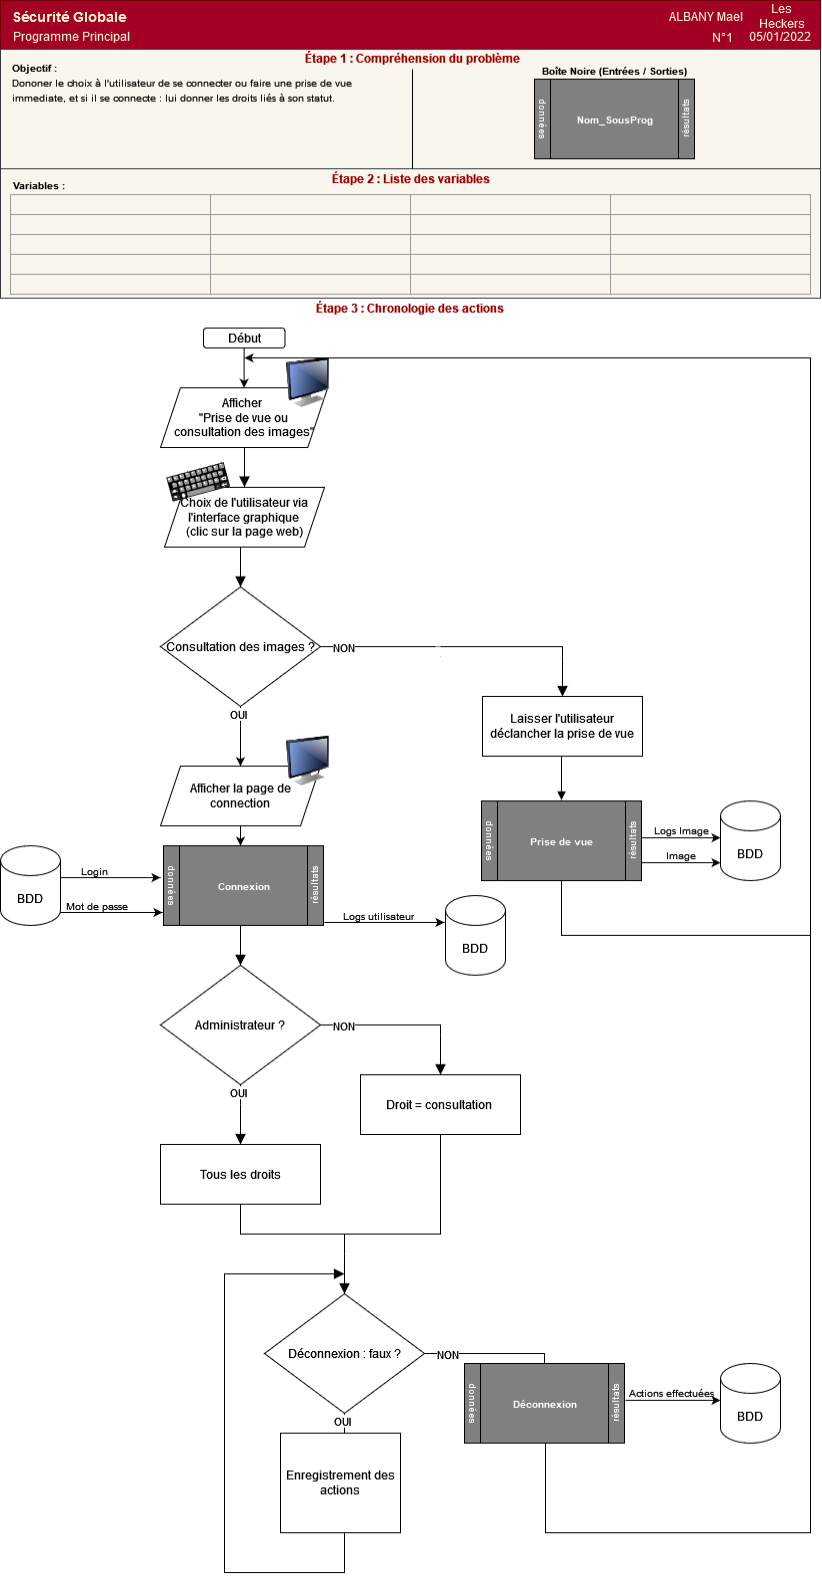 Sécurité Globale
Programme Principal
ALBANY Mael
N°1
Les
Heckers
05/01/2022
Étape 1 : Compréhension du problème
Objectif :
Dononer le choix à l'utilisateur de se connecter ou faire une prise de vue
immediate, et si il se connecte : lui donner les droits liés à son statut.
Boîte Noire (Entrées / Sorties)
données
Nom_SousProg
résultats
Étape 2 : Liste des variables
Variables :
Étape 3 : Chronologie des actions
Début
Afficher
"Prise de vue ou
consultation des images"
Choix de l'utilisateur via
l'interface graphique
(clic sur la page web)
Consultation des images ?
NON
OUI
Laisser l'utilisateur
déclancher la prise de vue
Afficher la page de
connection
données
Prise de vue
résultats
Logs Image
Image
BDD
BDD
Login
Mot de passe
données
Connexion
résultats
Logs utilisateur
BDD
Administrateur ?
NON
OUI
Droit = consultation
Tous les droits
Déconnexion : faux ?
NON
OUI
données
Déconnexion
résultats
Actions effectuées
BDD
Enregistrement des
actions